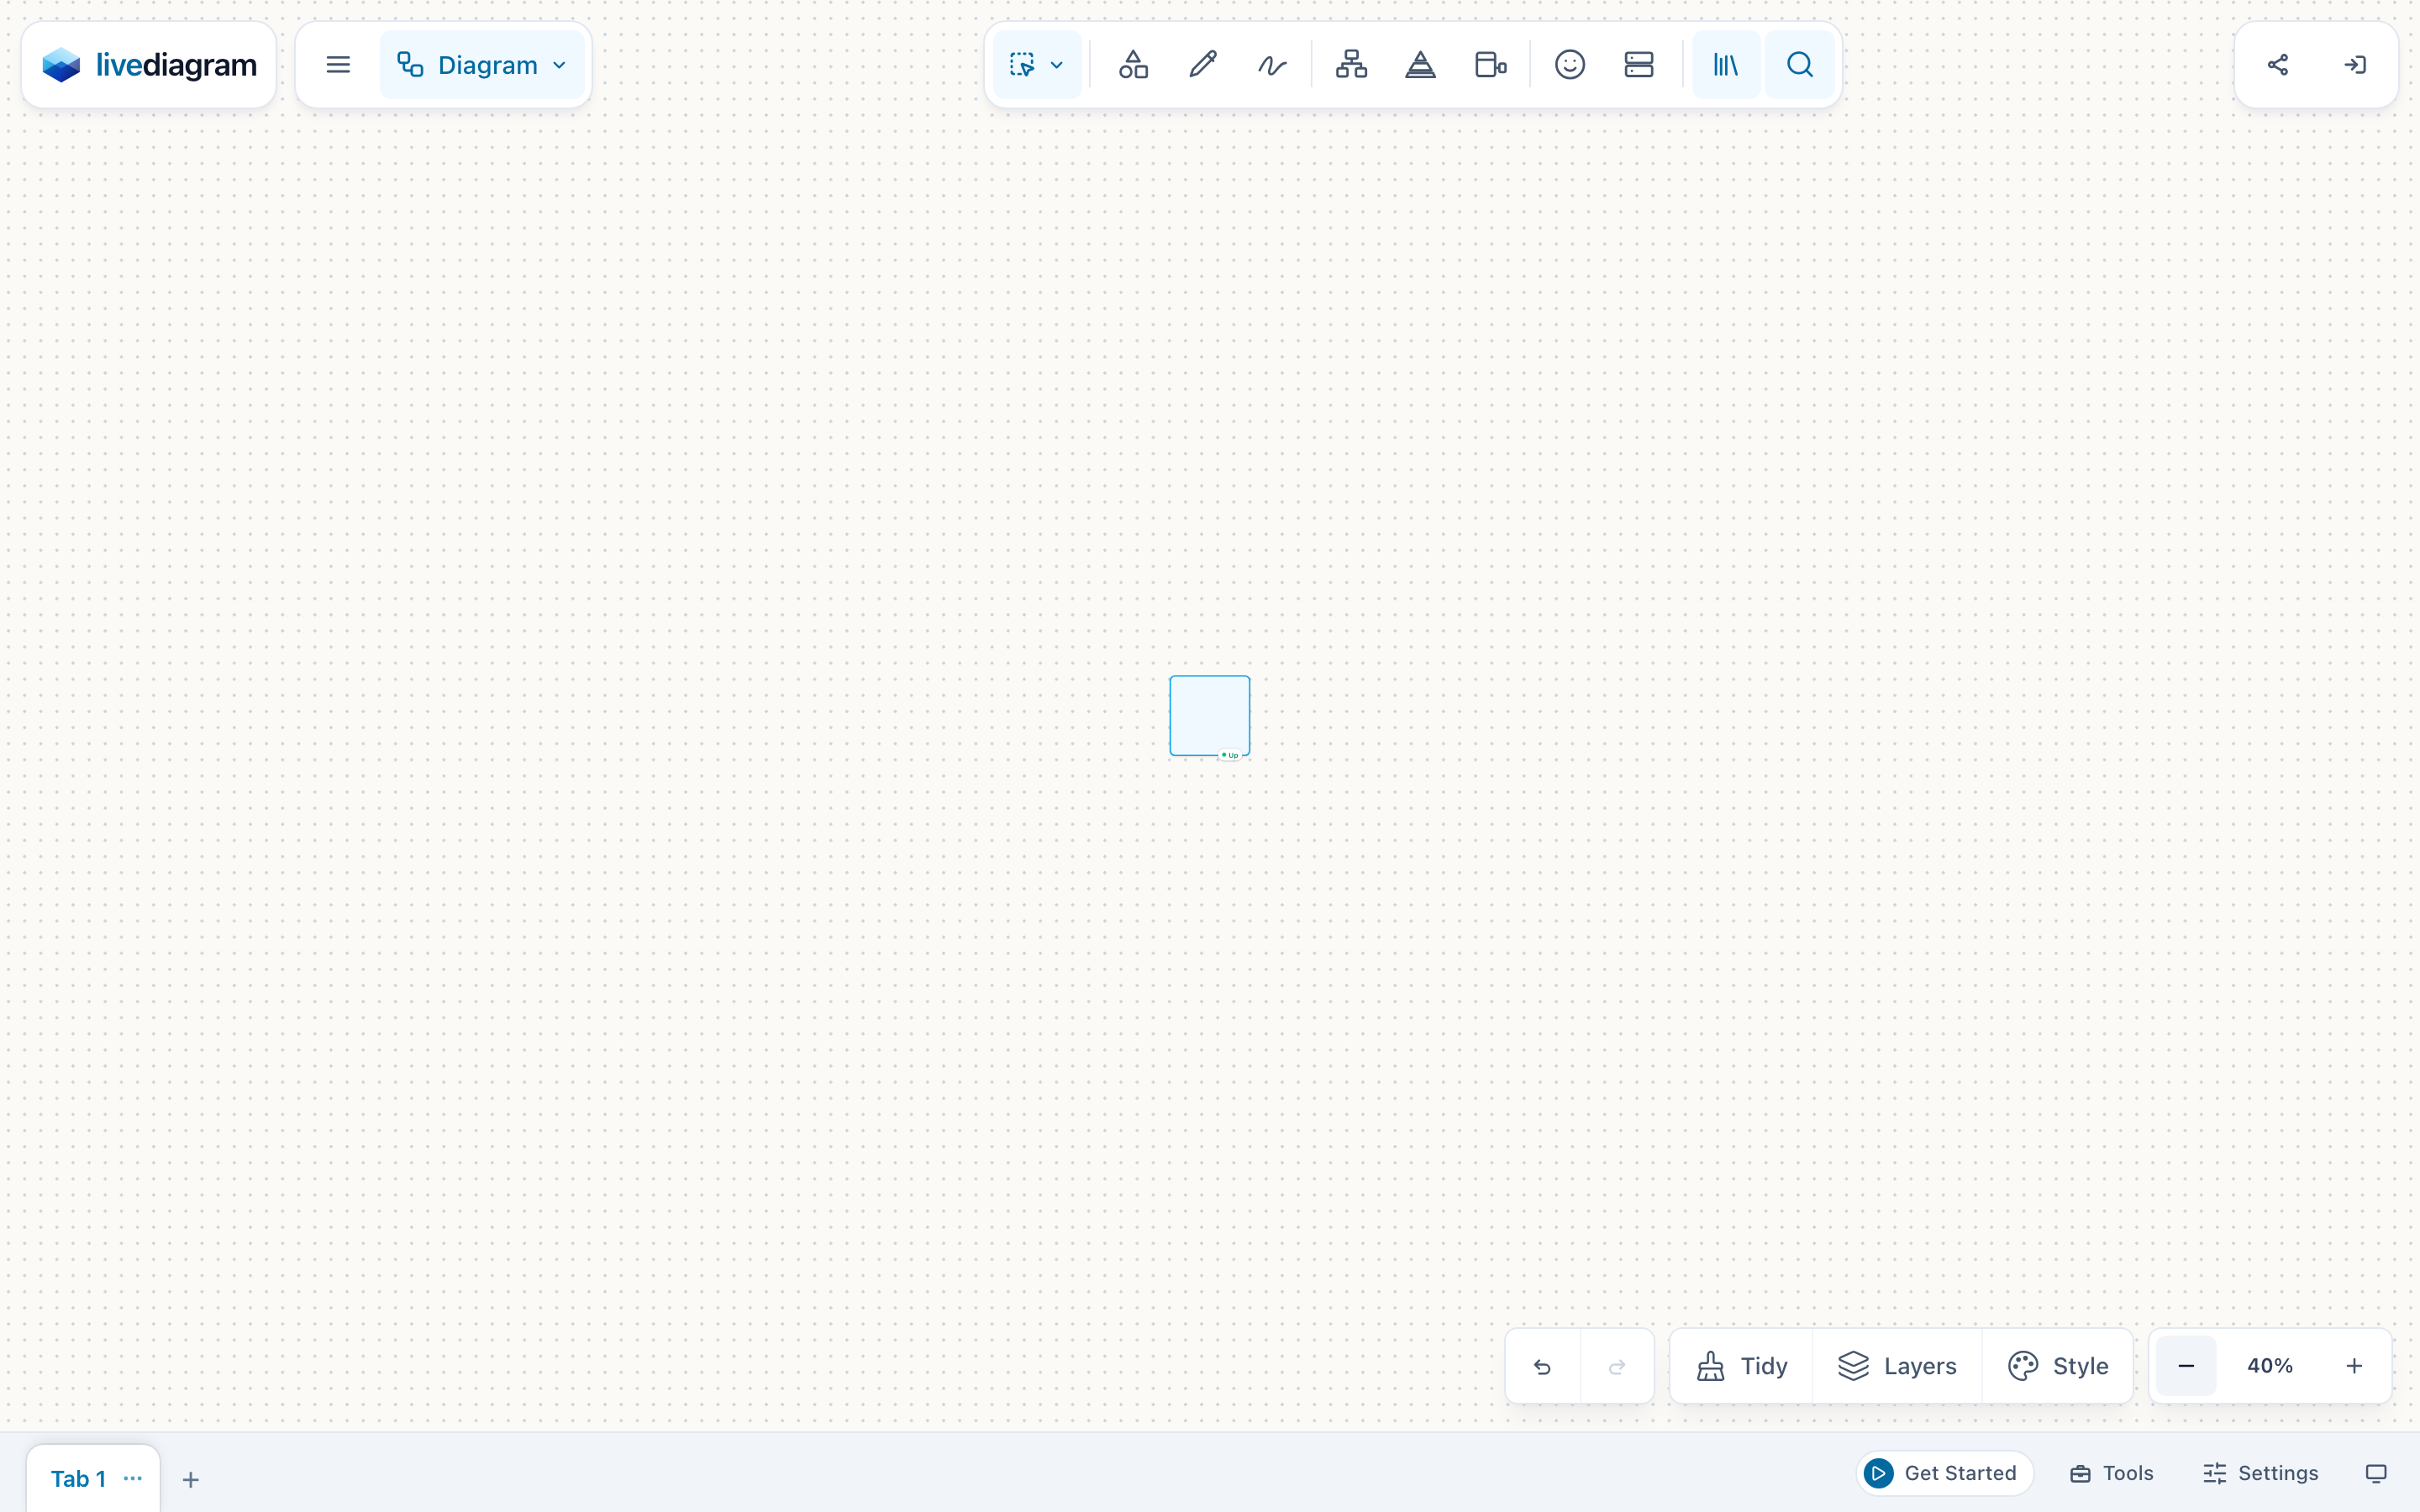 livediagram
Diagram
Up
Tidy
Layers
Style
40%
Tab 1
Get Started
Tools
Settings